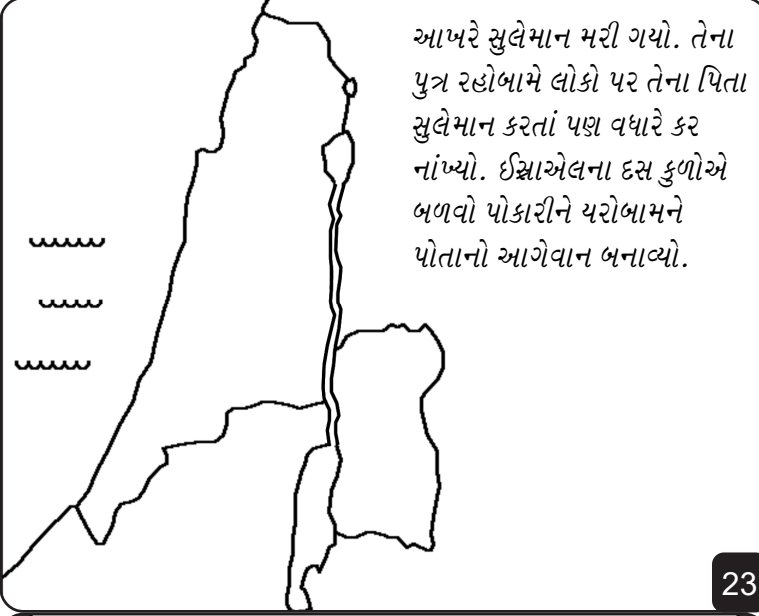 આખરે સુલેમાન મરી ગયો. તેના
પુત્ર રહોબામે લોકો પર તેના પિતા
સુલેમાન કરતાં પણ વધારે કર
નાંખ્યો. ઈસ્રાએલના દસ કુળોએ
બળવો પોકારીને યરોબામને
પોતાનો આગેવાન બનાવ્યો.
23